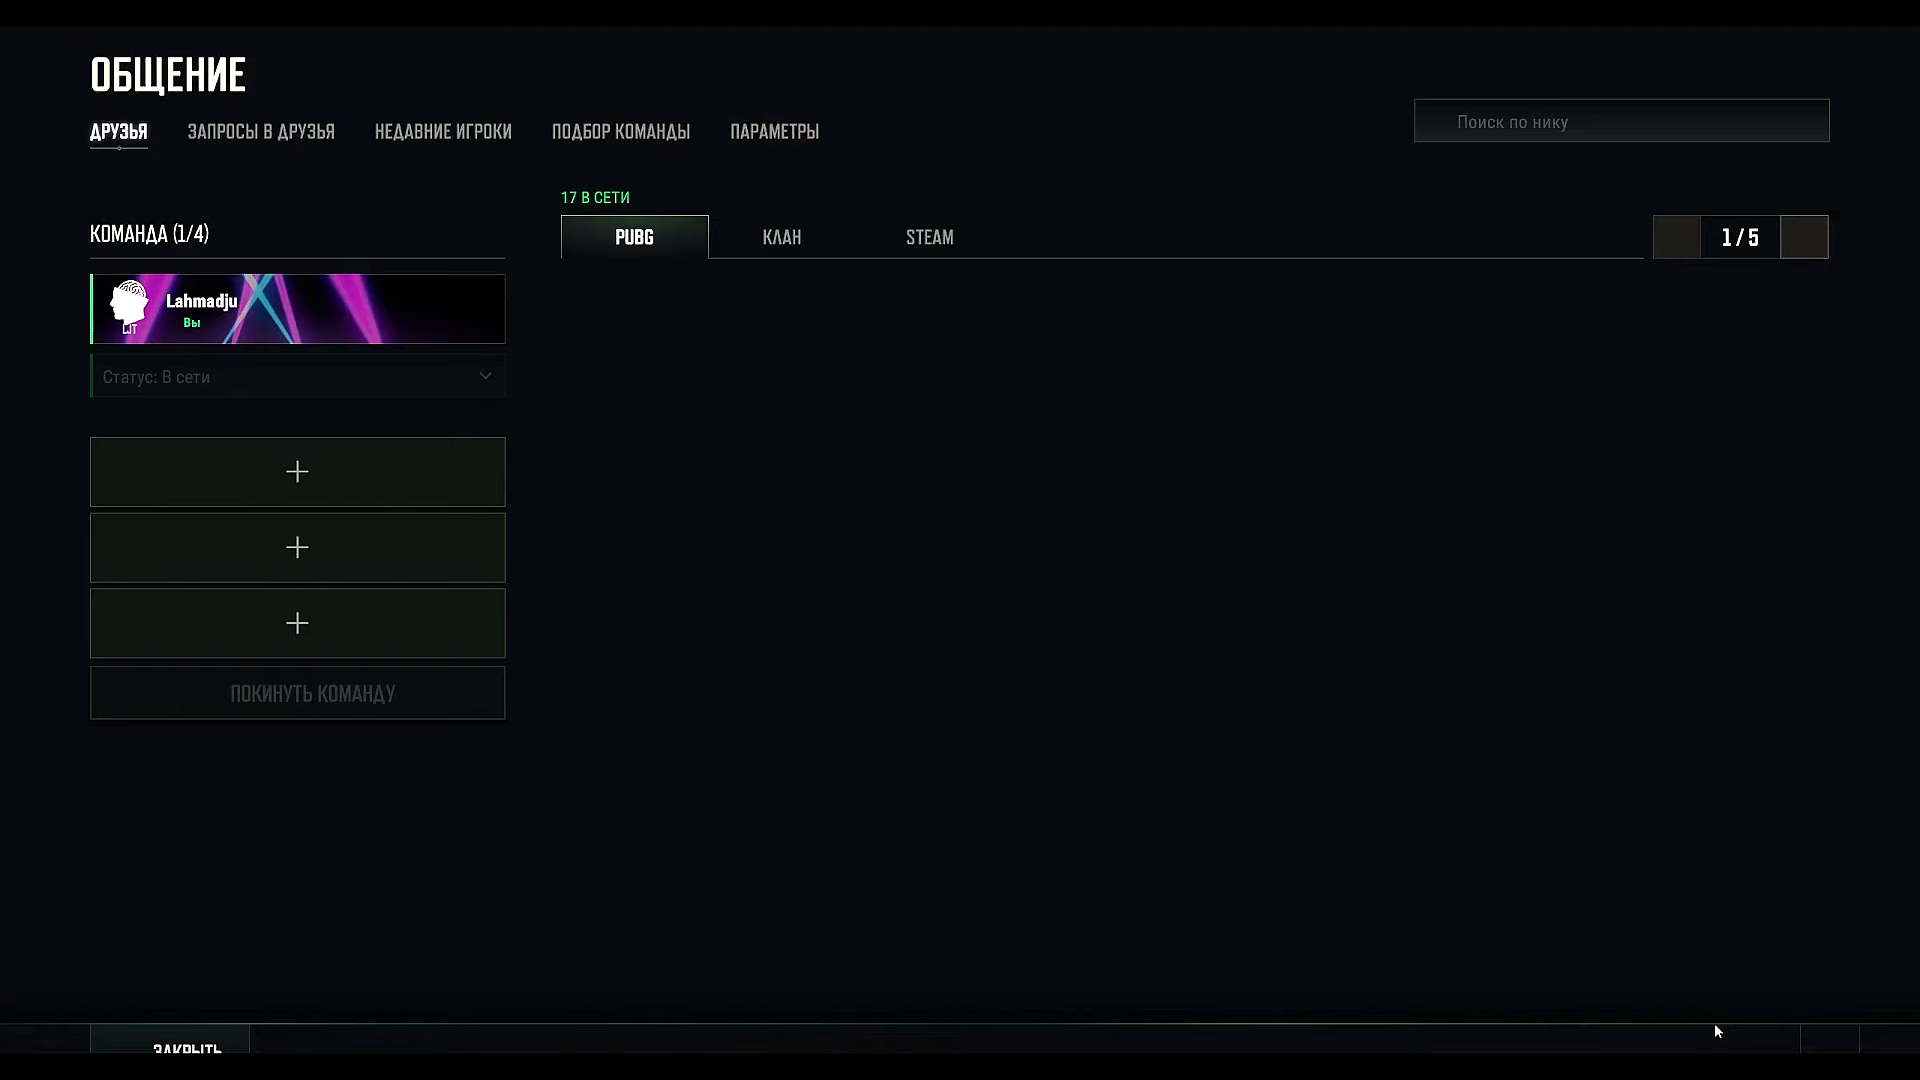 ОБЩЕНИЕ
ДРУЗЬЯ ЗАПРОСЫ В ДРУЗЬЯ НЕДАВНИЕ ИГРОКИ ПОДБОР КОМАНДЫ ПАРАМЕТРЫ
Поиск по нику
17 В СЕТИ
КОМАНДА (1/4)
PUBG КЛАН STEAM
1 / 5
Lahmadju
Вы
Статус: В сети
+
+
+
ПОКИНУТЬ КОМАНДУ
ЗАКРЫТЬ